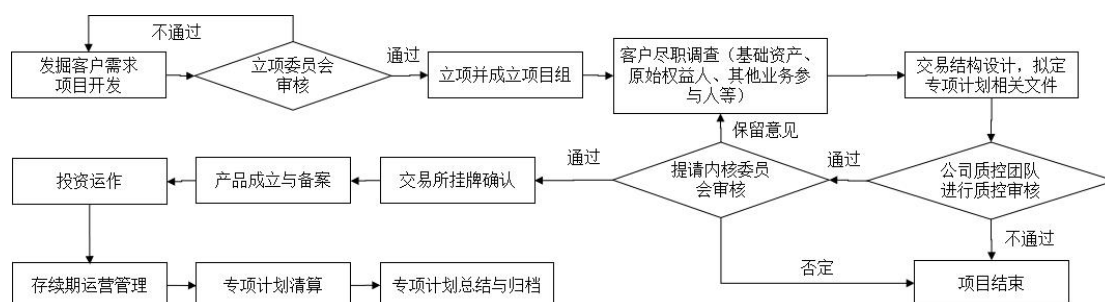 不通过
发掘客户需求
项目开发
立项委员会
审核
通过
立项并成立项目组
客户尽职调查（基础资产、
原始权益人、其他业务参
与人等）
交易结构设计，拟定
专项计划相关文件
保留意见
投资运作
产品成立与备案
交易所挂牌确认
通过
提请内核委员
会审核
通过
公司质控团队
进行质控审核
不通过
否定
存续期运营管理
专项计划清算
专项计划总结与归档
项目结束